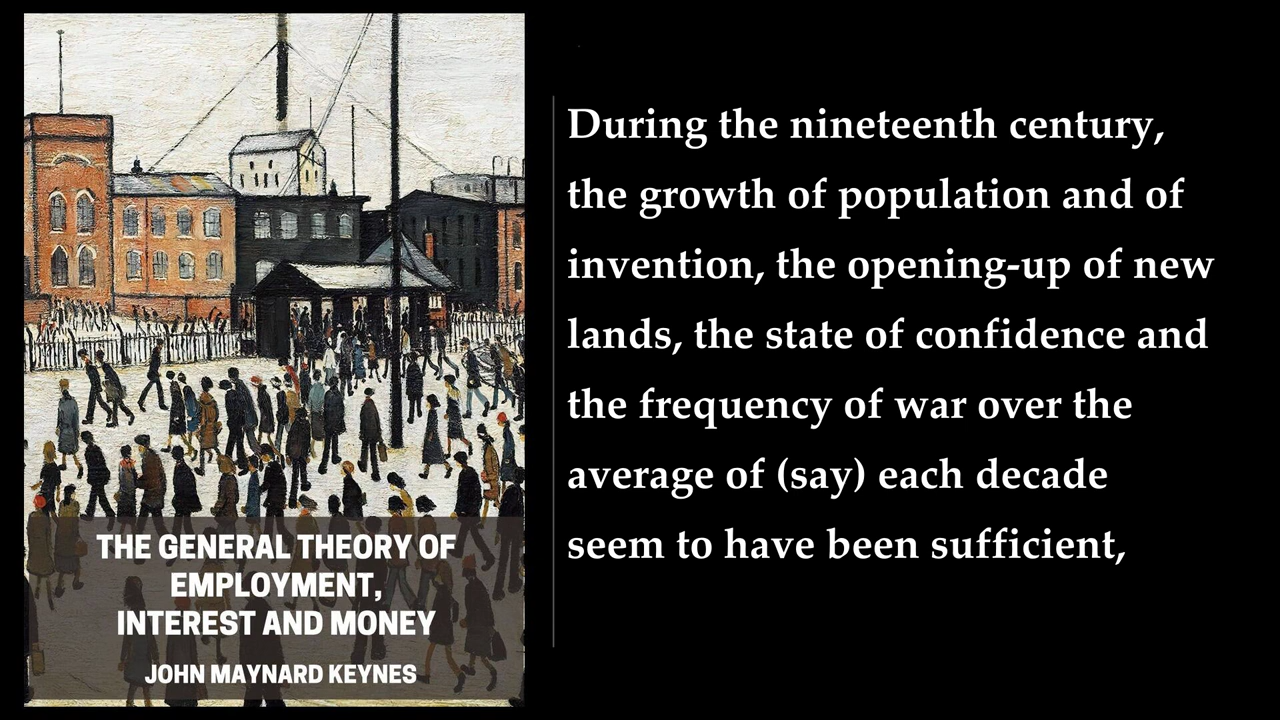 THE GENERAL THEORY OF
EMPLOYMENT,
INTEREST AND MONEY
JOHN MAYNARD KEYNES
During the nineteenth century,
the growth of population and of
invention, the opening-up of new
lands, the state of confidence and
the frequency of war over the
average of (say) each decade
seem to have been sufficient,